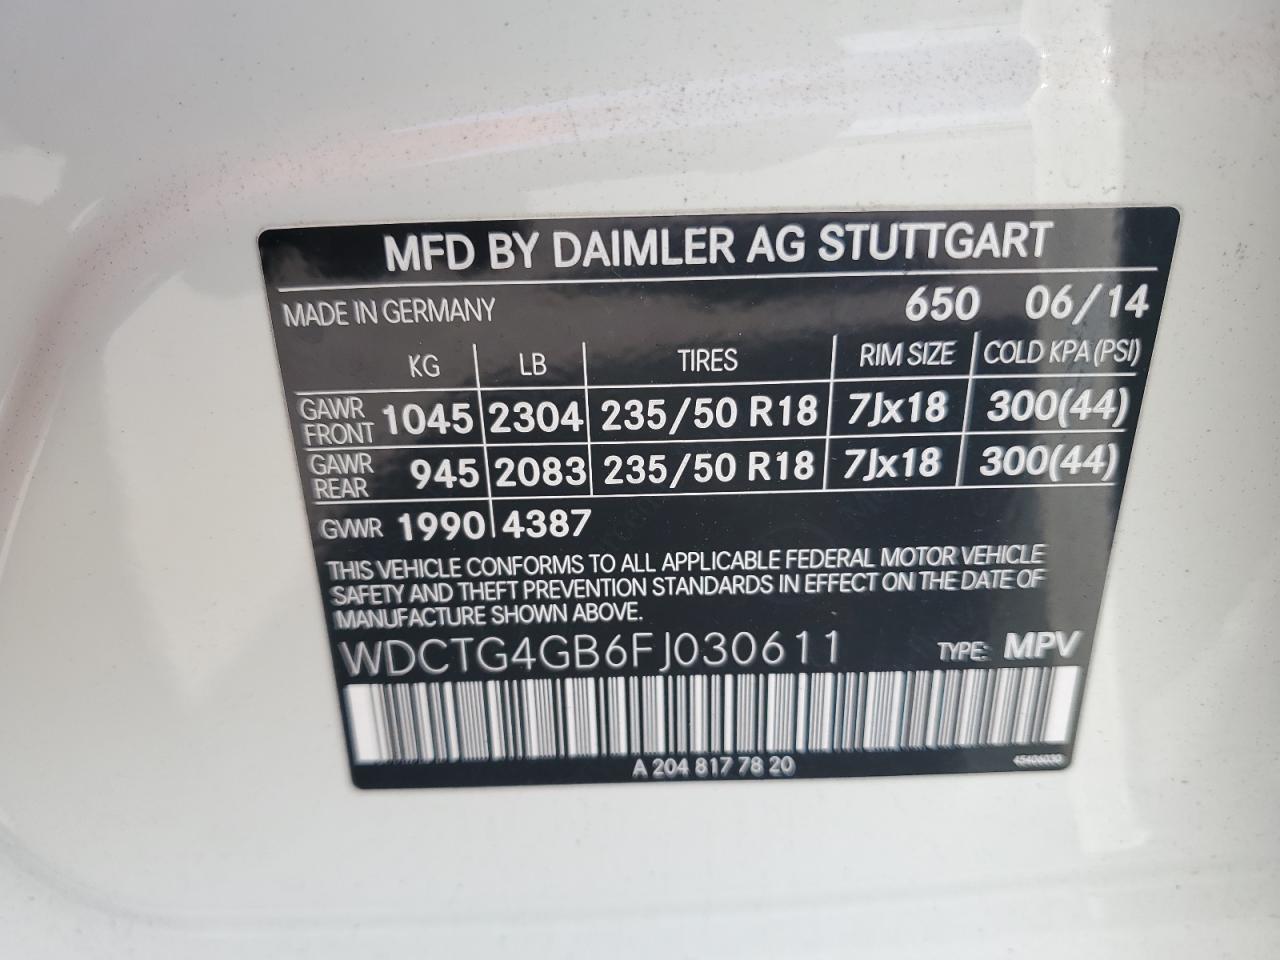 MFD BY DAIMLER AG STUTTGART
MADE IN GERMANY 650 06/14
KG LB TIRES RIM SIZE COLD KPA (PSI)
GAWR FRONT 1045 2304 235/50 R18 7Jx18 300(44)
GAWR REAR 945 2083 235/50 R18 7Jx18 300(44)
GVWR 1990 4387
THIS VEHICLE CONFORMS TO ALL APPLICABLE FEDERAL MOTOR VEHICLE
SAFETY AND THEFT PREVENTION STANDARDS IN EFFECT ON THE DATE OF
MANUFACTURE SHOWN ABOVE.
WDCTG4GB6FJ030611 TYPE: MPV
A 204 817 78 20 45406030